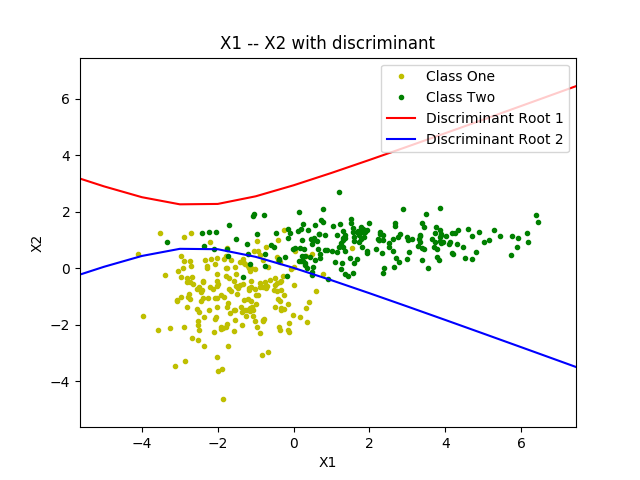 X1 -- X2 with discriminant
Class One
Class Two
Discriminant Root 1
Discriminant Root 2
6
4
2
0
−2
−4
X2
−4 −2 0 2 4 6
X1